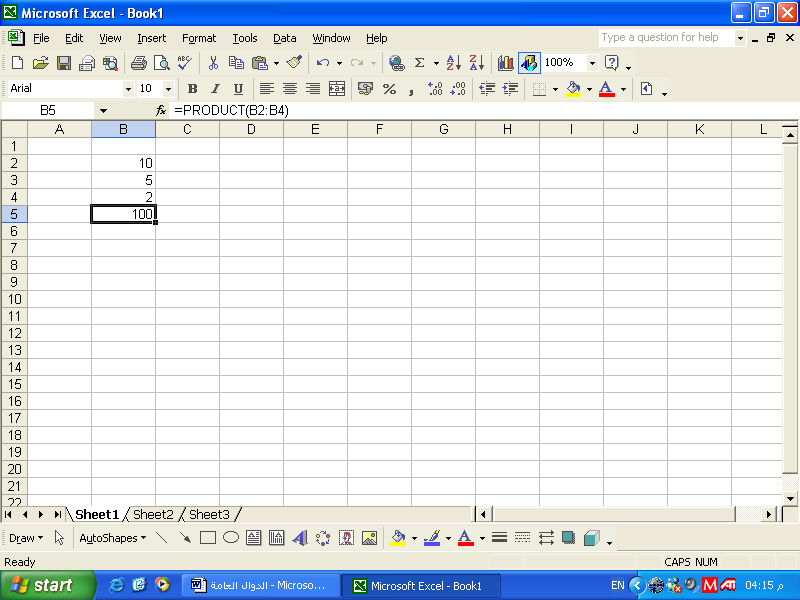 Microsoft Excel - Book1
File Edit View Insert Format Tools Data Window Help Type a question for help
100%
Arial 10 B I U
B5 fx =PRODUCT(B2:B4)
A B C D E F G H I J K L
1
2 10
3 5
4 2
5 100
6
7
8
9
10
11
12
13
14
15
16
17
18
19
20
21
22
Sheet1 Sheet2 Sheet3
Draw AutoShapes
Ready CAPS NUM
start الدوال العامة - Microso... Microsoft Excel - Book1 EN 04:15 م